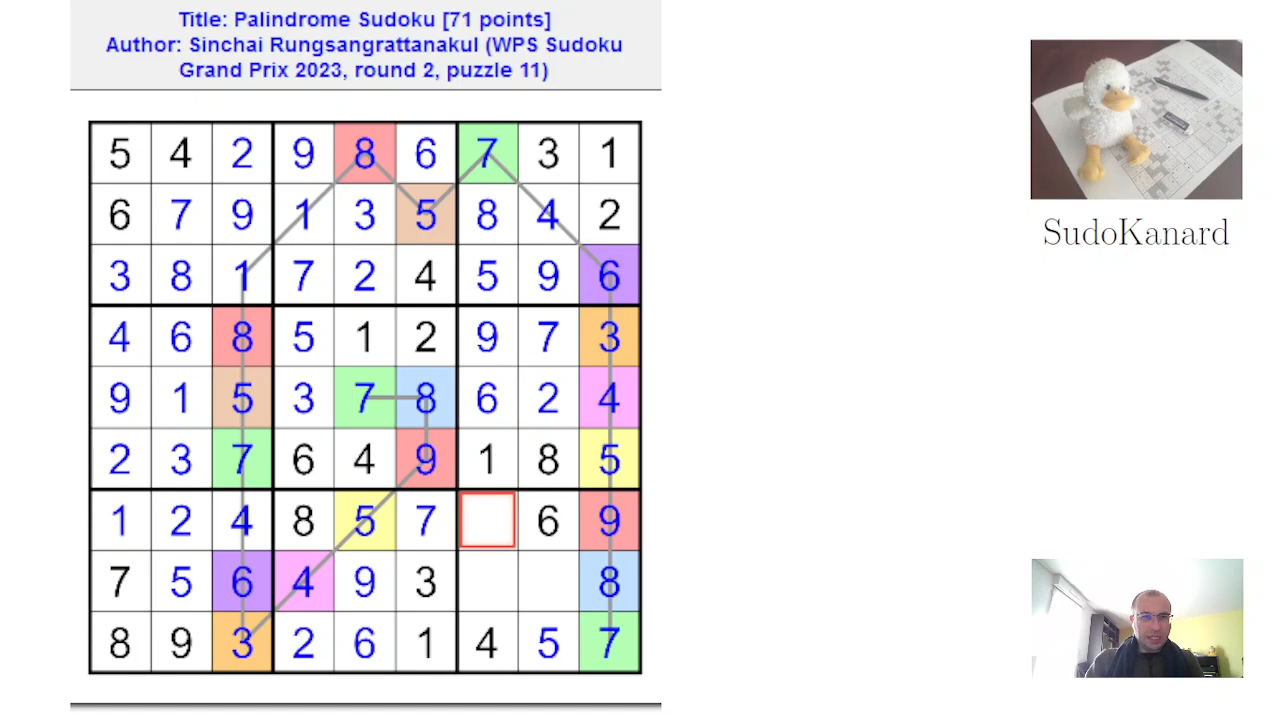 Title: Palindrome Sudoku [71 points]
Author: Sinchai Rungsangrattanakul (WPS Sudoku
Grand Prix 2023, round 2, puzzle 11)
5 4 2 9 8 6 7 3 1
6 7 9 1 3 5 8 4 2
3 8 1 7 2 4 5 9 6
4 6 8 5 1 2 9 7 3
9 1 5 3 7 8 6 2 4
2 3 7 6 4 9 1 8 5
1 2 4 8 5 7 6 9
7 5 6 4 9 3 8
8 9 3 2 6 1 4 5 7
SudoKanard